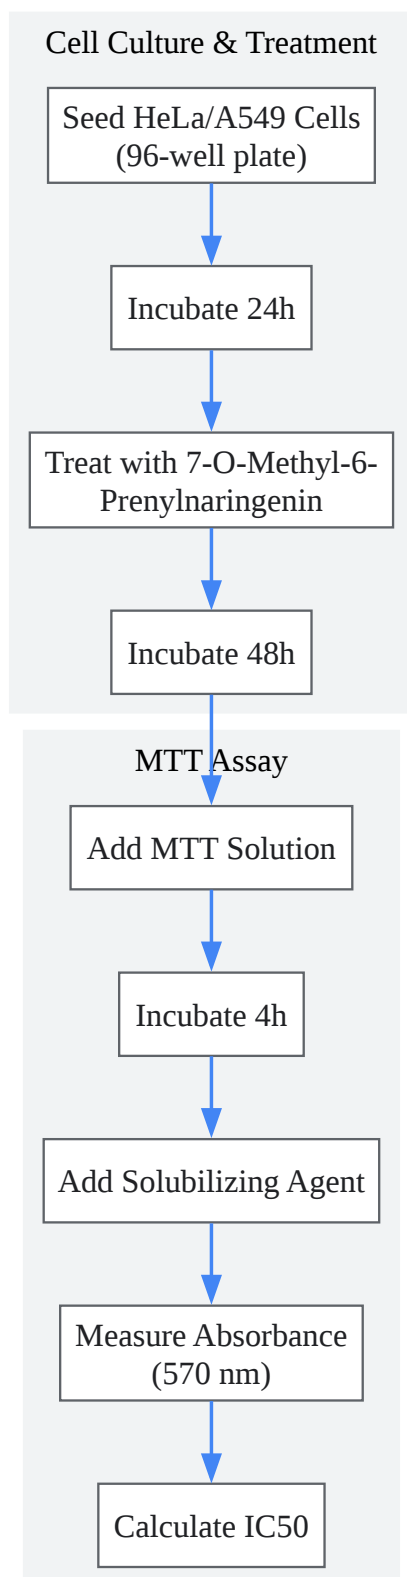 Cell Culture & Treatment
Seed HeLa/A549 Cells
(96-well plate)
Incubate 24h
Treat with 7-O-Methyl-6-
Prenylnaringenin
Incubate 48h
MTT Assay
Add MTT Solution
Incubate 4h
Add Solubilizing Agent
Measure Absorbance
(570 nm)
Calculate IC50